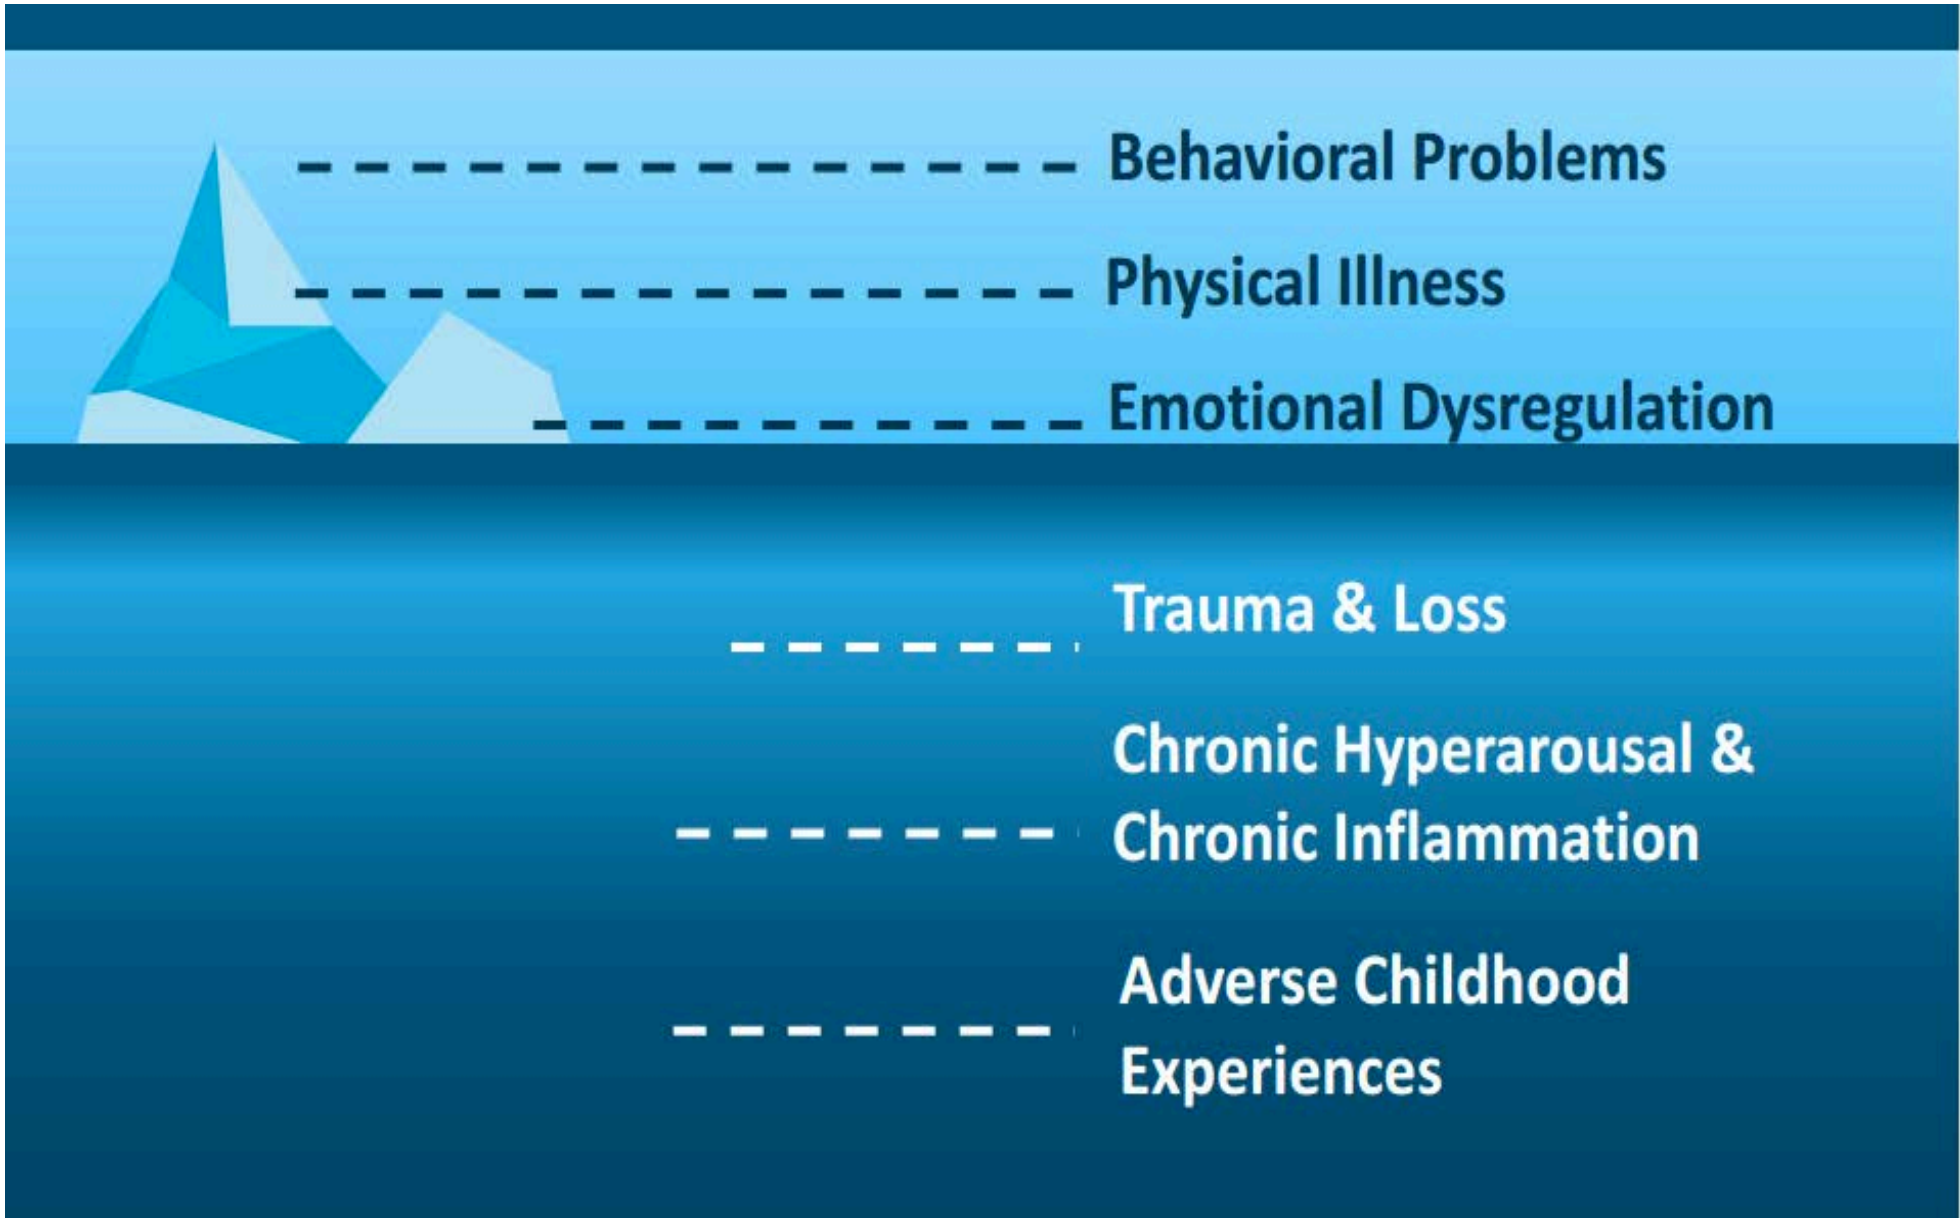 Behavioral Problems
Physical Illness
Emotional Dysregulation
Trauma & Loss
Chronic Hyperarousal &
Chronic Inflammation
Adverse Childhood
Experiences